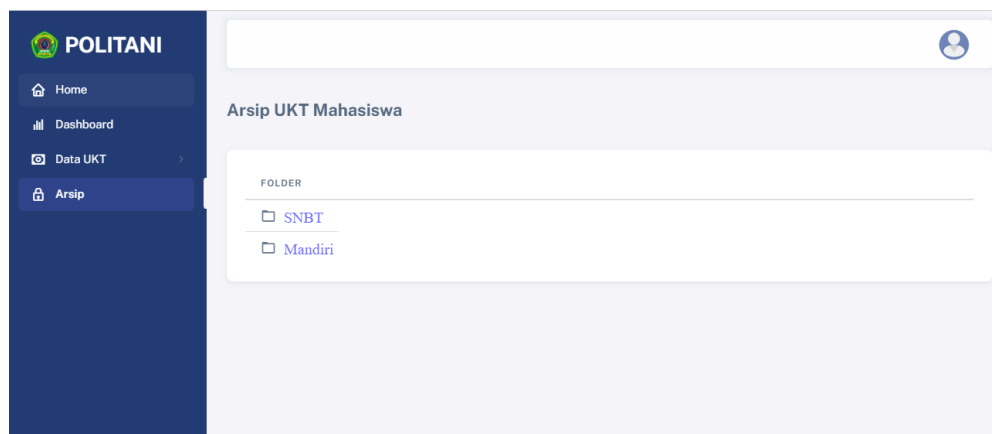 POLITANI
Home
Dashboard
Data UKT
Arsip
Arsip UKT Mahasiswa
FOLDER
SNBT
Mandiri